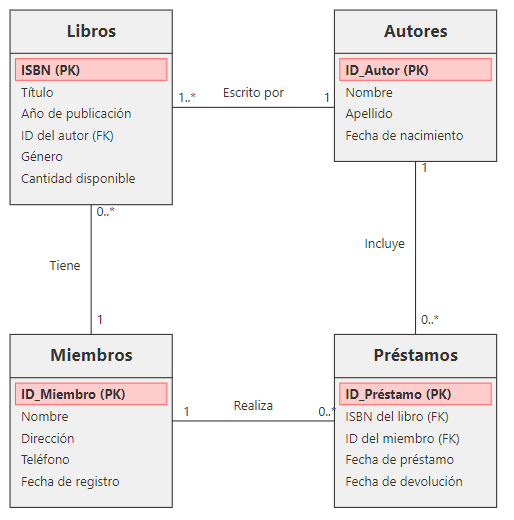 Libros
ISBN (PK)
Título
Año de publicación
ID del autor (FK)
Género
Cantidad disponible
1..*
Escrito por
1
Autores
ID_Autor (PK)
Nombre
Apellido
Fecha de nacimiento
0..*
Tiene
1
1
Incluye
0..*
Miembros
ID_Miembro (PK)
Nombre
Dirección
Teléfono
Fecha de registro
1
Realiza
0..*
Préstamos
ID_Préstamo (PK)
ISBN del libro (FK)
ID del miembro (FK)
Fecha de préstamo
Fecha de devolución